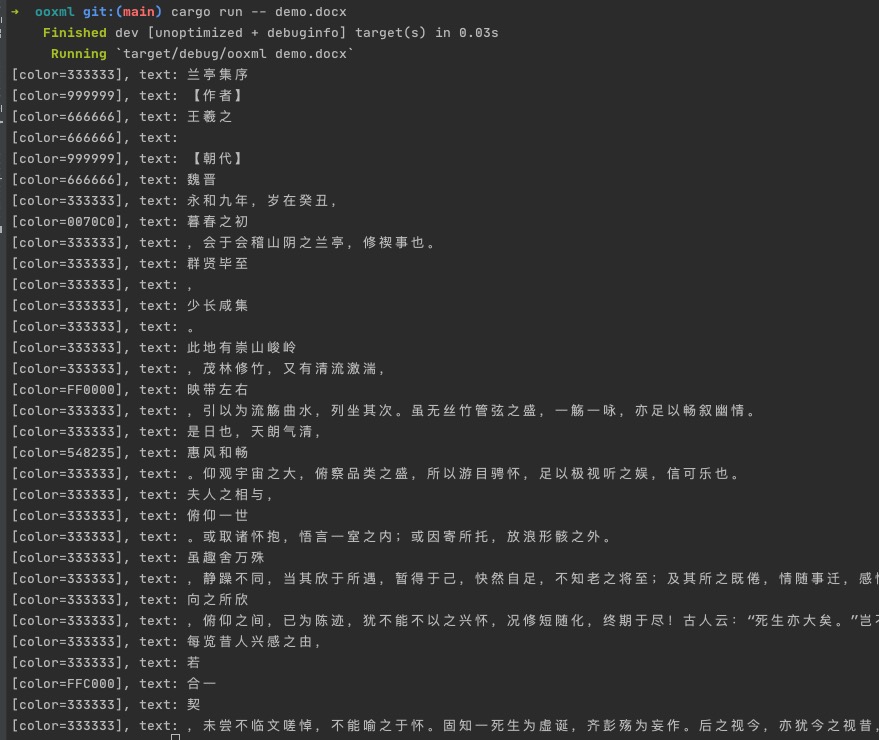 → ooxml git:(main) cargo run -- demo.docx
Finished dev [unoptimized + debuginfo] target(s) in 0.03s
Running `target/debug/ooxml demo.docx`
[color=333333], text: 兰亭集序
[color=999999], text: 【作者】
[color=666666], text: 王羲之
[color=666666], text:
[color=999999], text: 【朝代】
[color=666666], text: 魏晋
[color=333333], text: 永和九年，岁在癸丑，
[color=0070C0], text: 暮春之初
[color=333333], text: ，会于会稽山阴之兰亭，修禊事也。
[color=333333], text: 群贤毕至
[color=333333], text: ，
[color=333333], text: 少长咸集
[color=333333], text: 。
[color=333333], text: 此地有崇山峻岭
[color=333333], text: ，茂林修竹，又有清流激湍，
[color=FF0000], text: 映带左右
[color=333333], text: ，引以为流觞曲水，列坐其次。虽无丝竹管弦之盛，一觞一咏，亦足以畅叙幽情。
[color=333333], text: 是日也，天朗气清，
[color=548235], text: 惠风和畅
[color=333333], text: 。仰观宇宙之大，俯察品类之盛，所以游目骋怀，足以极视听之娱，信可乐也。
[color=333333], text: 夫人之相与，
[color=333333], text: 俯仰一世
[color=333333], text: 。或取诸怀抱，悟言一室之内；或因寄所托，放浪形骸之外。
[color=333333], text: 虽趣舍万殊
[color=333333], text: ，静躁不同，当其欣于所遇，暂得于己，快然自足，不知老之将至；及其所之既倦，情随事迁，感
[color=333333], text: 向之所欣
[color=333333], text: ，俯仰之间，已为陈迹，犹不能不以之兴怀，况修短随化，终期于尽！古人云：“死生亦大矣。”岂
[color=333333], text: 每览昔人兴感之由，
[color=333333], text: 若
[color=FFC000], text: 合一
[color=333333], text: 契
[color=333333], text: ，未尝不临文嗟悼，不能喻之于怀。固知一死生为虚诞，齐彭殇为妄作。后之视今，亦犹今之视昔，